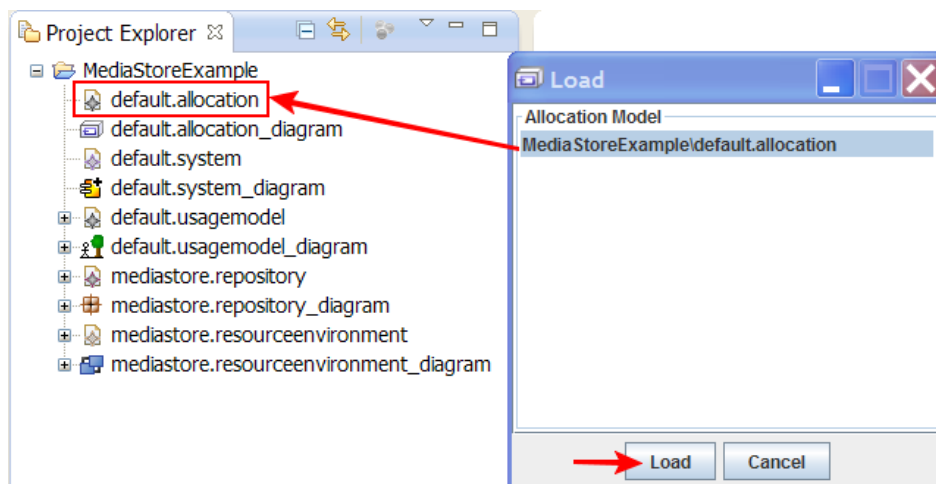 Project Explorer
MediaStoreExample
default.allocation
default.allocation_diagram
default.system
default.system_diagram
default.usagemodel
default.usagemodel_diagram
mediastore.repository
mediastore.repository_diagram
mediastore.resourceenvironment
mediastore.resourceenvironment_diagram
Load
Allocation Model
MediaStoreExample\default.allocation
Load
Cancel